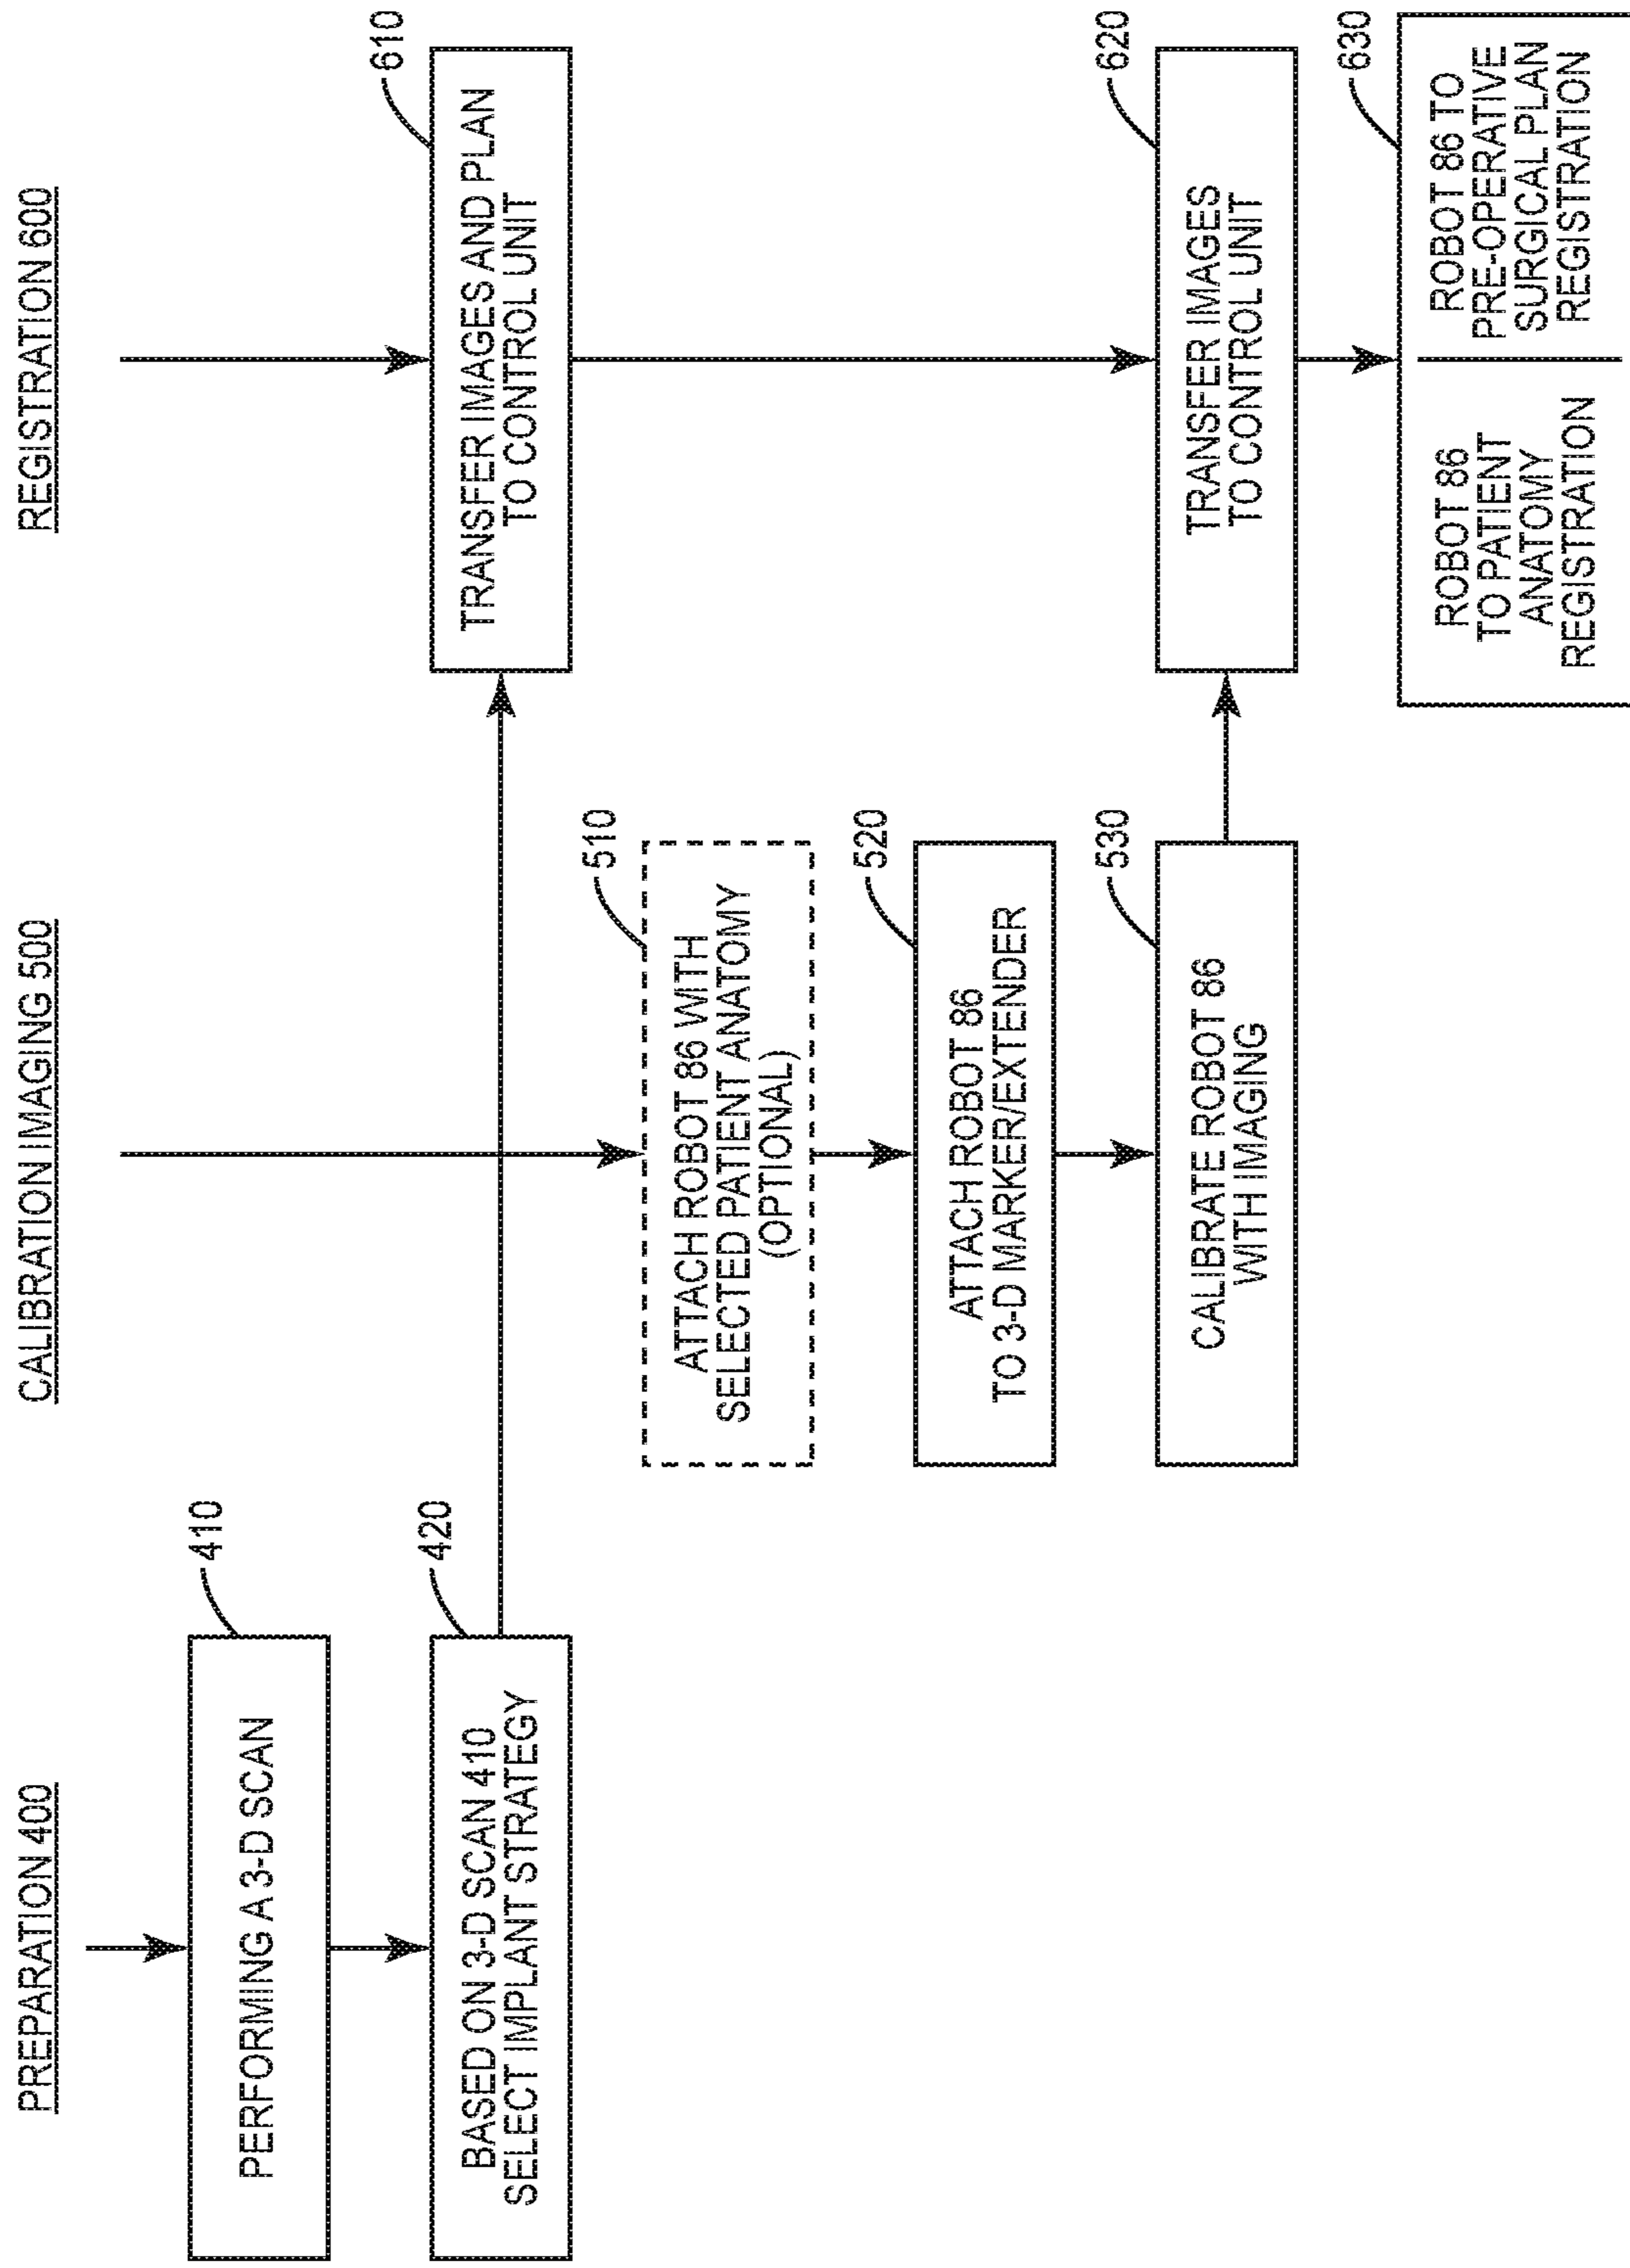 PREPARATION 400
410
PERFORMING A 3-D SCAN
420
BASED ON 3-D SCAN 410
SELECT IMPLANT STRATEGY
CALIBRATION IMAGING 500
510
ATTACH ROBOT 86 WITH
SELECTED PATIENT ANATOMY
(OPTIONAL)
520
ATTACH ROBOT 86
TO 3-D MARKER/EXTENDER
530
CALIBRATE ROBOT 86
WITH IMAGING
REGISTRATION 600
610
TRANSFER IMAGES AND PLAN
TO CONTROL UNIT
620
TRANSFER IMAGES
TO CONTROL UNIT
630
ROBOT 86
TO PATIENT
ANATOMY
REGISTRATION
ROBOT 86 TO
PRE-OPERATIVE
SURGICAL PLAN
REGISTRATION